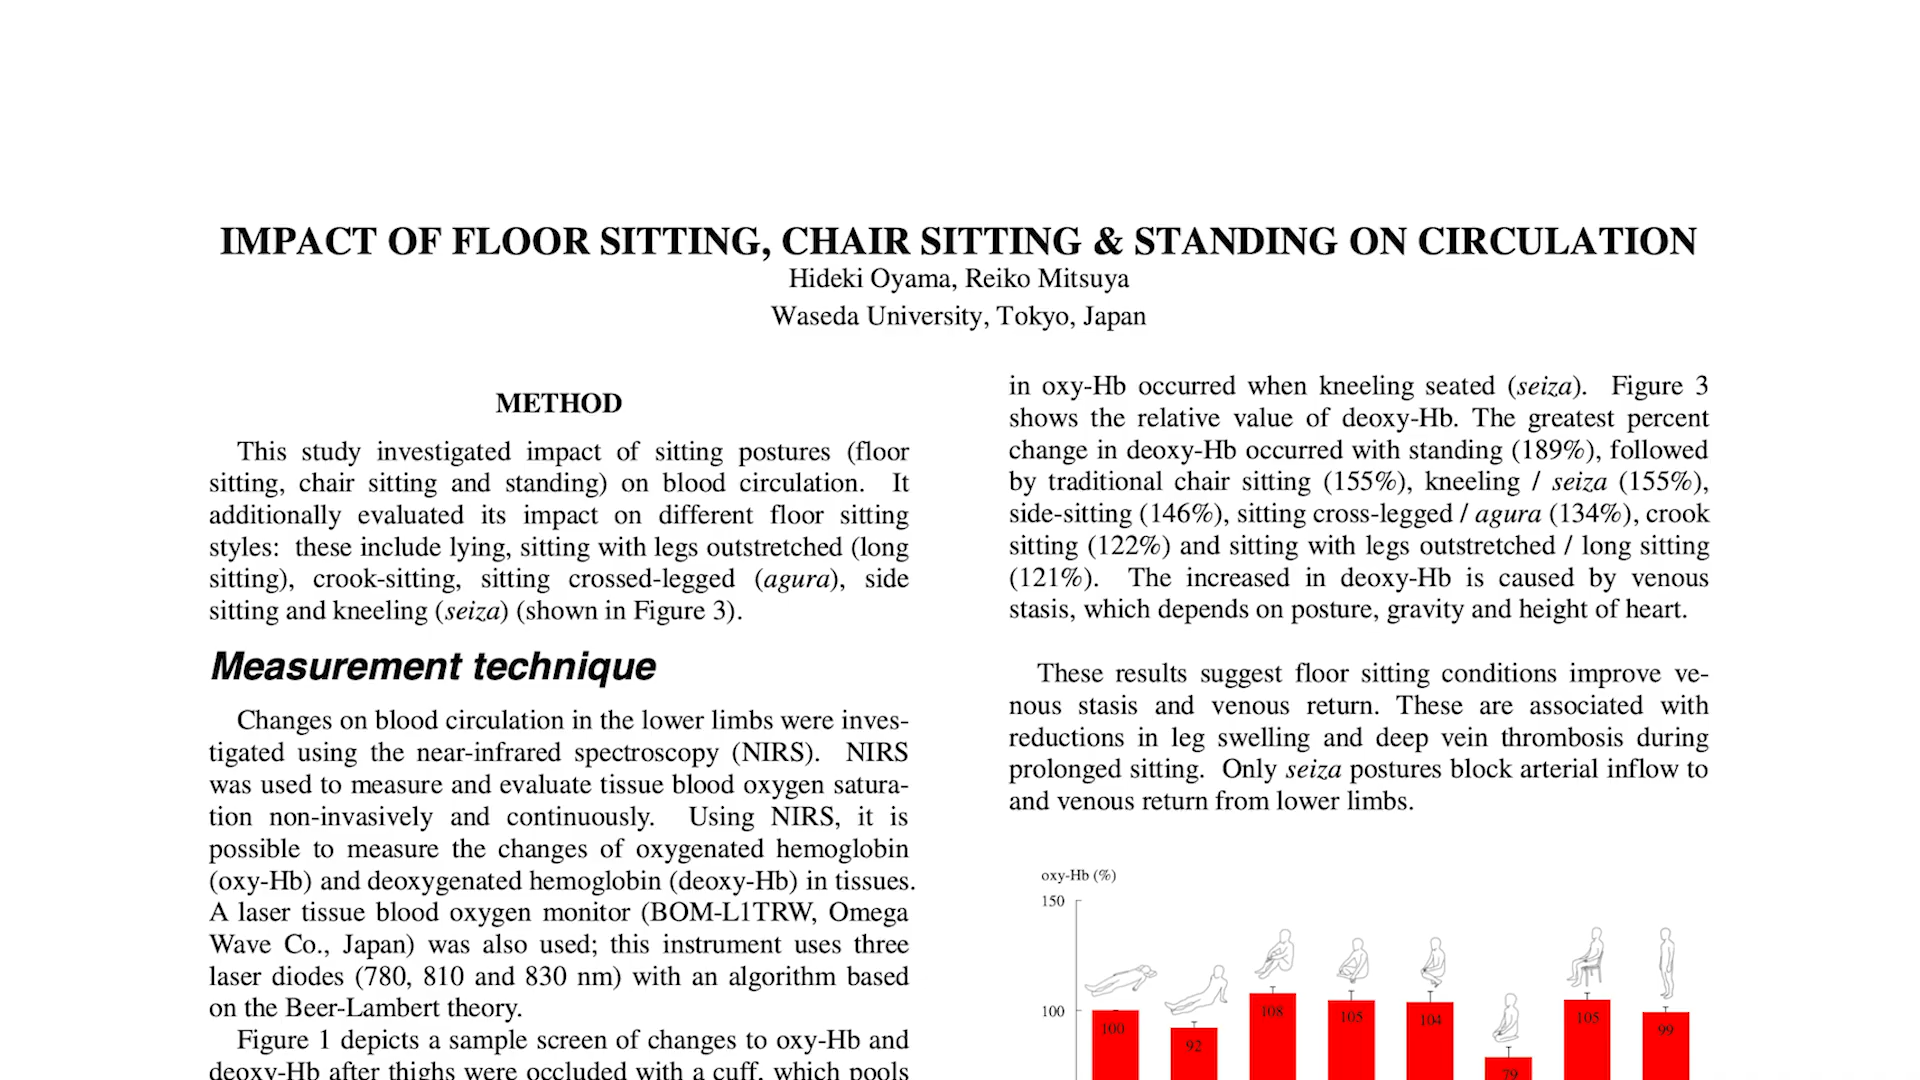 IMPACT OF FLOOR SITTING, CHAIR SITTING & STANDING ON CIRCULATION
Hideki Oyama, Reiko Mitsuya
Waseda University, Tokyo, Japan
METHOD
This study investigated impact of sitting postures (floor
sitting, chair sitting and standing) on blood circulation. It
additionally evaluated its impact on different floor sitting
styles: these include lying, sitting with legs outstretched (long
sitting), crook-sitting, sitting crossed-legged (agura), side
sitting and kneeling (seiza) (shown in Figure 3).
Measurement technique
Changes on blood circulation in the lower limbs were inves-
tigated using the near-infrared spectroscopy (NIRS). NIRS
was used to measure and evaluate tissue blood oxygen satura-
tion non-invasively and continuously. Using NIRS, it is
possible to measure the changes of oxygenated hemoglobin
(oxy-Hb) and deoxygenated hemoglobin (deoxy-Hb) in tissues.
A laser tissue blood oxygen monitor (BOM-L1TRW, Omega
Wave Co., Japan) was also used; this instrument uses three
laser diodes (780, 810 and 830 nm) with an algorithm based
on the Beer-Lambert theory.
Figure 1 depicts a sample screen of changes to oxy-Hb and
deoxy-Hb after thighs were occluded with a cuff, which pools
in oxy-Hb occurred when kneeling seated (seiza). Figure 3
shows the relative value of deoxy-Hb. The greatest percent
change in deoxy-Hb occurred with standing (189%), followed
by traditional chair sitting (155%), kneeling / seiza (155%),
side-sitting (146%), sitting cross-legged / agura (134%), crook
sitting (122%) and sitting with legs outstretched / long sitting
(121%). The increased in deoxy-Hb is caused by venous
stasis, which depends on posture, gravity and height of heart.
These results suggest floor sitting conditions improve ve-
nous stasis and venous return. These are associated with
reductions in leg swelling and deep vein thrombosis during
prolonged sitting. Only seiza postures block arterial inflow to
and venous return from lower limbs.
oxy-Hb (%)
150
100
100
92
108
105
104
79
105
99